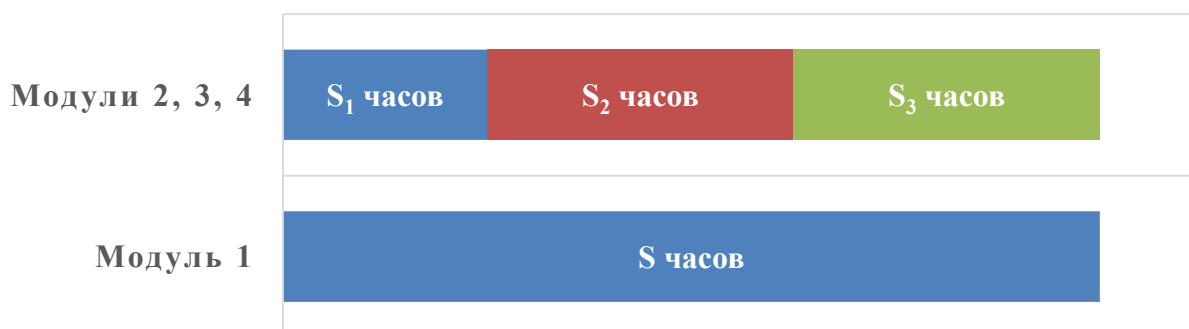 Модули 2, 3, 4 S₁ часов S₂ часов S₃ часов
Модуль 1 S часов